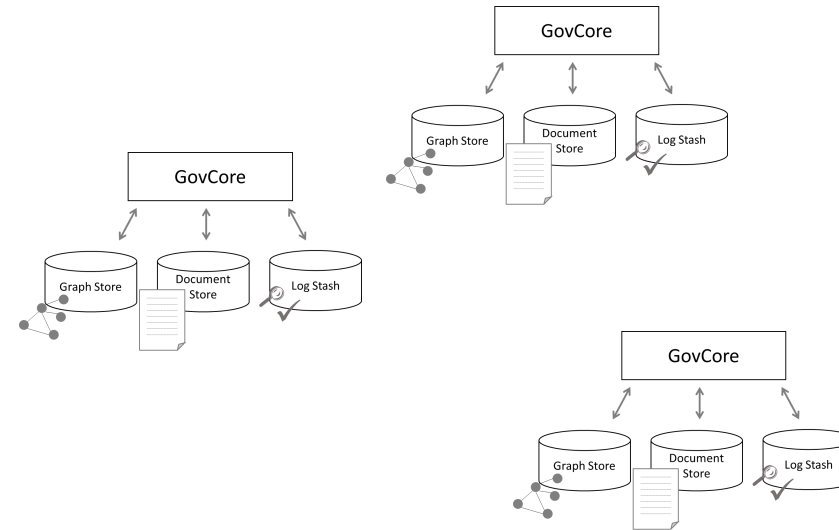 GovCore
Graph Store
Document
Store
Log Stash
GovCore
Graph Store
Document
Store
Log Stash
GovCore
Graph Store
Document
Store
Log Stash